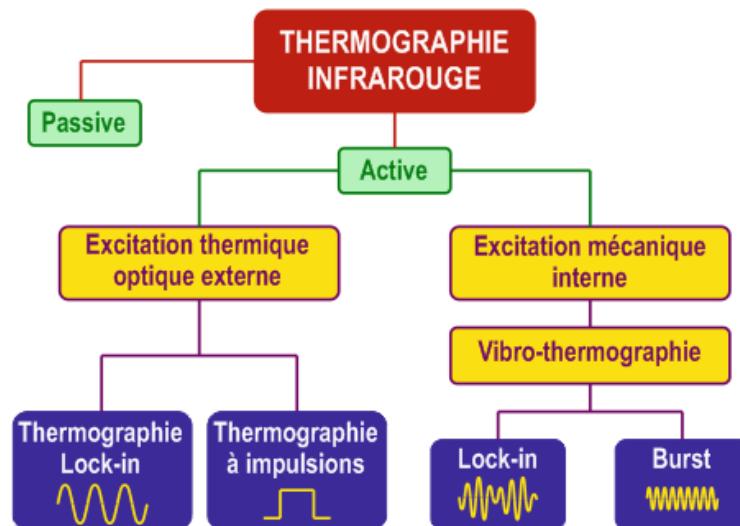 THERMOGRAPHIE
INFRAROUGE
Passive
Active
Excitation thermique
optique externe
Excitation mécanique
interne
Vibro-thermographie
Thermographie
Lock-in
Thermographie
à impulsions
Lock-in
Burst